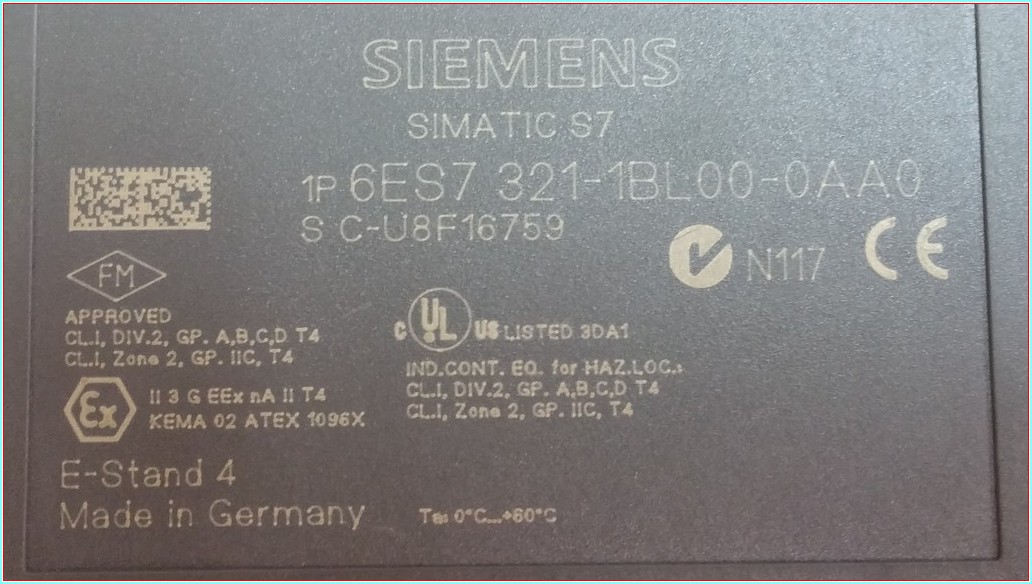 SIEMENS
SIMATIC S7
1P 6ES7 321-1BL00-0AA0
S C-U8F16759
N117 CE
FM
APPROVED
CL.I, DIV.2, GP. A,B,C,D T4
CL.I, Zone 2, GP. IIC, T4
Ex II 3 G EEx nA II T4
KEMA 02 ATEX 1096X
C UL US LISTED 3DA1
IND.CONT. EQ. for HAZ.LOC.:
CL.I, DIV.2, GP. A,B,C,D T4
CL.I, Zone 2, GP. IIC, T4
E-Stand 4
Made in Germany
Ta: 0°C...+60°C